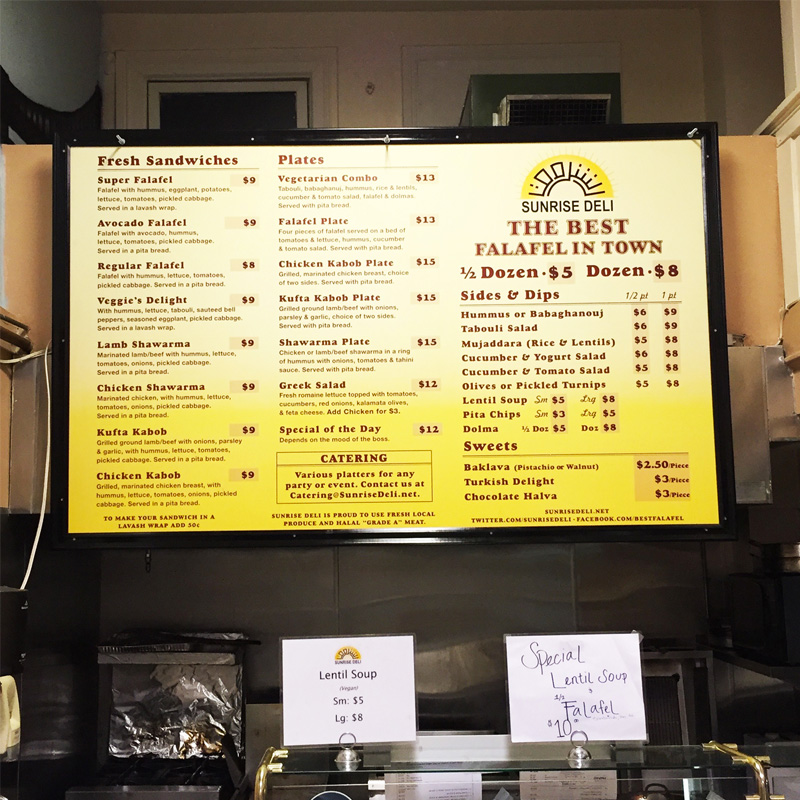 Fresh Sandwiches
Super Falafel $9
Falafel with hummus, eggplant, potatoes,
lettuce, tomatoes, pickled cabbage.
Served in a lavash wrap.
Avocado Falafel $9
Falafel with avocado, hummus,
lettuce, tomatoes, pickled cabbage.
Served in a pita bread.
Regular Falafel $8
Falafel with hummus, lettuce, tomatoes,
pickled cabbage. Served in a pita bread.
Veggie's Delight $9
With hummus, lettuce, tabouli, sauteed bell
peppers, seasoned eggplant, pickled cabbage.
Served in a lavash wrap.
Lamb Shawarma $9
Marinated lamb/beef with hummus, lettuce,
tomatoes, onions, pickled cabbage.
Served in a pita bread.
Chicken Shawarma $9
Marinated chicken, with hummus, lettuce,
tomatoes, onions, pickled cabbage.
Served in a pita bread.
Kufta Kabob $9
Grilled ground lamb/beef with onions, parsley
& garlic, with hummus, lettuce, tomatoes,
pickled cabbage. Served in a pita bread.
Chicken Kabob $9
Grilled, marinated chicken breast, with
hummus, lettuce, tomatoes, onions, pickled
cabbage. Served in a pita bread.
TO MAKE YOUR SANDWICH IN A
LAVASH WRAP ADD 50¢
Plates
Vegetarian Combo $13
Tabouli, babaghanuj, hummus, rice & lentils,
cucumber & tomato salad, falafel & dolmas.
Served with pita bread.
Falafel Plate $13
Four pieces of falafel served on a bed of
tomatoes & lettuce, hummus, cucumber
& tomato salad. Served with pita bread.
Chicken Kabob Plate $15
Grilled, marinated chicken breast, choice
of two sides. Served with pita bread.
Kufta Kabob Plate $15
Grilled ground lamb/beef with onions,
parsley & garlic, choice of two sides.
Served with pita bread.
Shawarma Plate $15
Chicken or lamb/beef shawarma in a ring
of hummus with onions, tomatoes & tahini
sauce. Served with pita bread.
Greek Salad $12
Fresh romaine lettuce topped with tomatoes,
cucumbers, red onions, kalamata olives,
& feta cheese. Add Chicken for $3.
Special of the Day $12
Depends on the mood of the boss.
CATERING
Various platters for any
party or event. Contact us at
Catering@SunriseDeli.net.
SUNRISE DELI IS PROUD TO USE FRESH LOCAL
PRODUCE AND HALAL "GRADE A" MEAT.
SUNRISE DELI
THE BEST
FALAFEL IN TOWN
½ Dozen · $5 Dozen · $8
Sides & Dips 1/2 pt 1 pt
Hummus or Babaghanouj $6 $9
Tabouli Salad $6 $9
Mujaddara (Rice & Lentils) $5 $8
Cucumber & Yogurt Salad $6 $8
Cucumber & Tomato Salad $5 $8
Olives or Pickled Turnips $5 $8
Lentil Soup Sm $5 Lrg $8
Pita Chips Sm $3 Lrg $5
Dolma ½ Doz $5 Doz $8
Sweets
Baklava (Pistachio or Walnut) $2.50/Piece
Turkish Delight $3/Piece
Chocolate Halva $3/Piece
SUNRISEDELI.NET
TWITTER.COM/SUNRISEDELI · FACEBOOK.COM/BESTFALAFEL
SUNRISE DELI
Lentil Soup
(Vegan)
Sm: $5
Lg: $8
Special
Lentil Soup
&
1/2
Falafel
$10